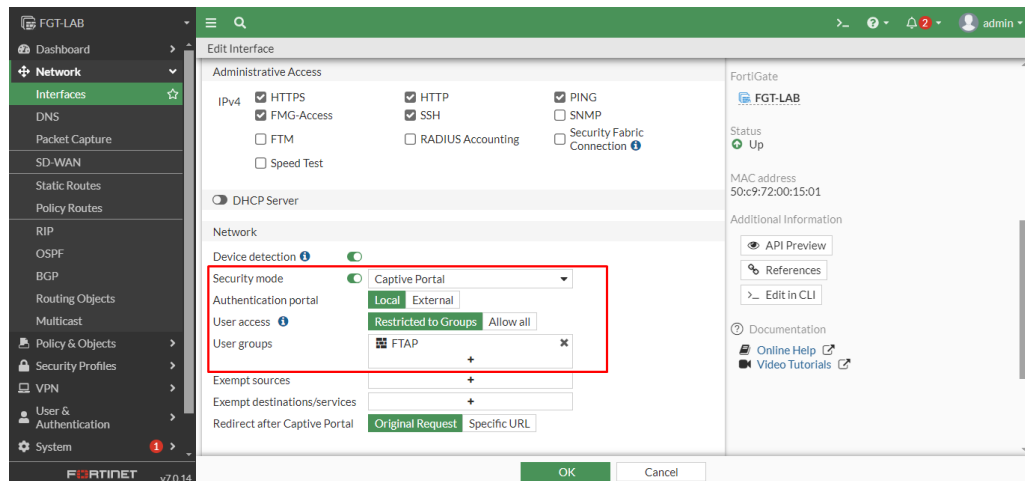 FGT-LAB
>_ ? 2 admin
Dashboard
Network
Interfaces
DNS
Packet Capture
SD-WAN
Static Routes
Policy Routes
RIP
OSPF
BGP
Routing Objects
Multicast
Policy & Objects
Security Profiles
VPN
User &
Authentication
System 1
FORTINET v7.0.14
Edit Interface
Administrative Access
IPv4 HTTPS HTTP PING
FMG-Access SSH SNMP
FTM RADIUS Accounting Security Fabric
Connection
Speed Test
DHCP Server
Network
Device detection
Security mode Captive Portal
Authentication portal Local External
User access Restricted to Groups Allow all
User groups FTAP
+
Exempt sources +
Exempt destinations/services +
Redirect after Captive Portal Original Request Specific URL
OK Cancel
FortiGate
FGT-LAB
Status
Up
MAC address
50:c9:72:00:15:01
Additional Information
API Preview
References
>_ Edit in CLI
Documentation
Online Help
Video Tutorials